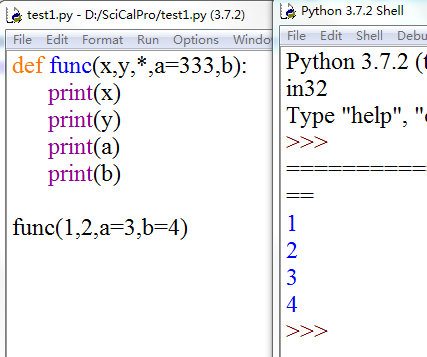 test1.py - D:/SciCalPro/test1.py (3.7.2)
File Edit Format Run Options Window
def func(x,y,*,a=333,b):
print(x)
print(y)
print(a)
print(b)
func(1,2,a=3,b=4)
Python 3.7.2 Shell
File Edit Shell Debu
Python 3.7.2 (t
in32
Type "help", "c
>>>
===========
==
1
2
3
4
>>>